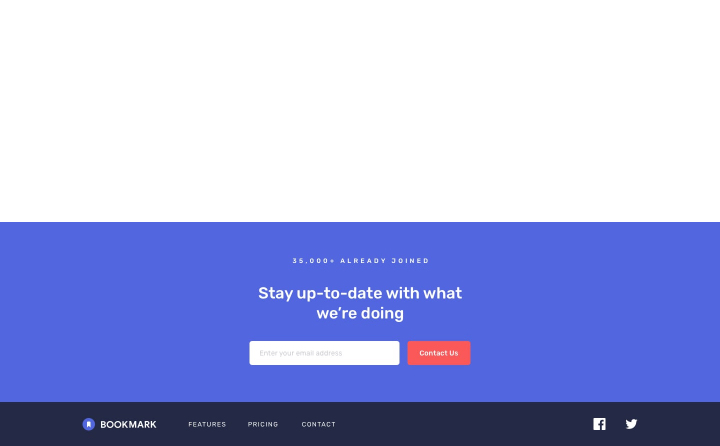 35,000+ ALREADY JOINED
Stay up-to-date with what
we're doing
Enter your email address
Contact Us
BOOKMARK
FEATURES
PRICING
CONTACT